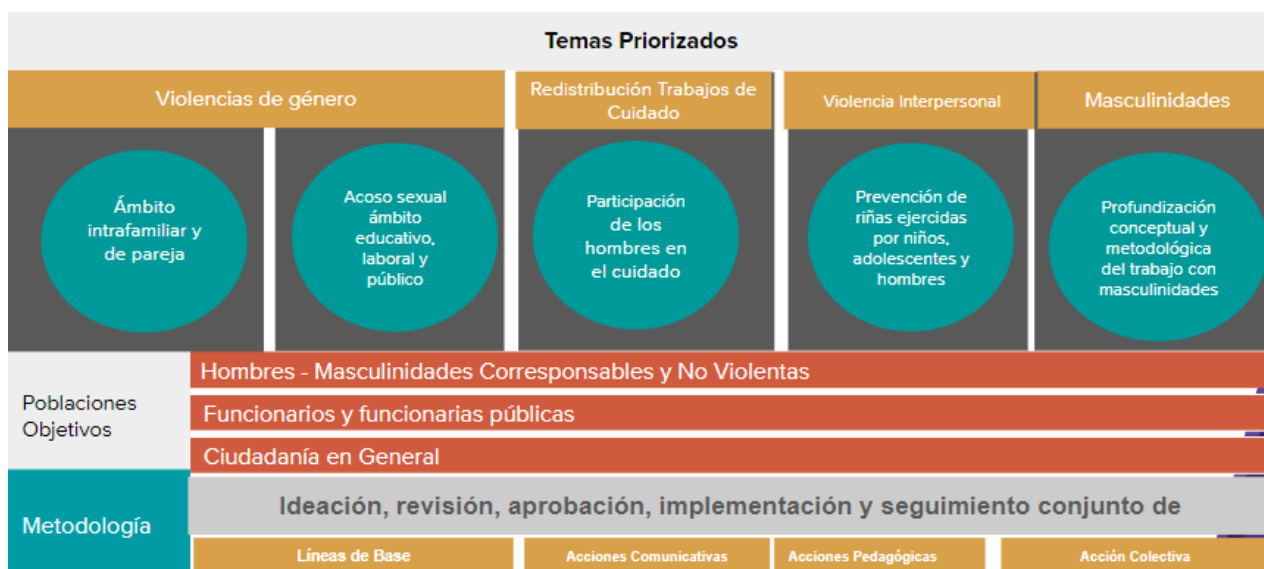 Temas Priorizados
Violencias de género
Redistribución Trabajos de
Cuidado
Violencia Interpersonal
Masculinidades
Ámbito
intrafamiliar y
de pareja
Acoso sexual
ámbito
educativo,
laboral y
público
Participación
de los
hombres en
el cuidado
Prevención de
riñas ejercidas
por niños,
adolescentes y
hombres
Profundización
conceptual y
metodológica
del trabajo con
masculinidades
Poblaciones
Objetivos
Hombres - Masculinidades Corresponsables y No Violentas
Funcionarios y funcionarias públicas
Ciudadanía en General
Metodología
Ideación, revisión, aprobación, implementación y seguimiento conjunto de
Líneas de Base
Acciones Comunicativas
Acciones Pedagógicas
Acción Colectiva